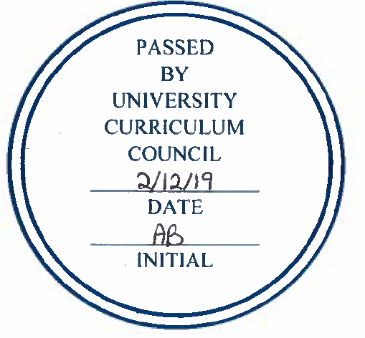 PASSED
BY
UNIVERSITY
CURRICULUM
COUNCIL
2/12/19
DATE
AB
INITIAL